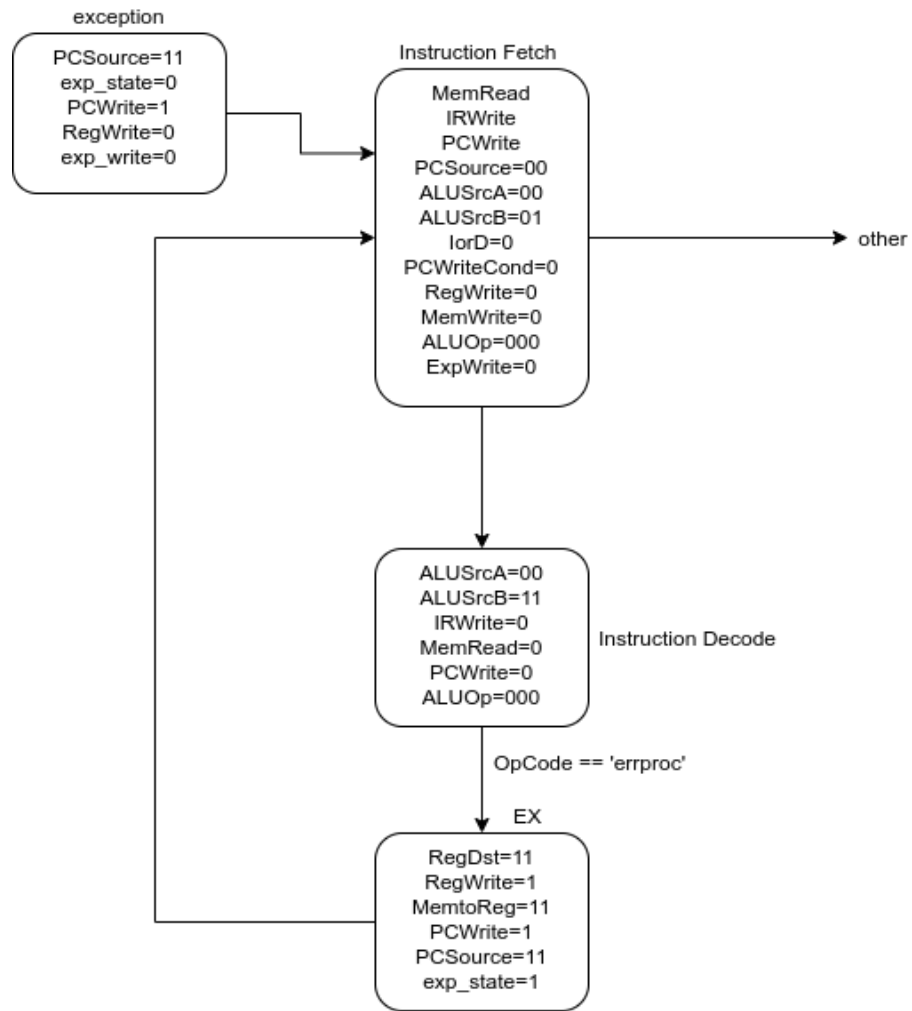 exception
PCSource=11
exp_state=0
PCWrite=1
RegWrite=0
exp_write=0
Instruction Fetch
MemRead
IRWrite
PCWrite
PCSource=00
ALUSrcA=00
ALUSrcB=01
IorD=0
PCWriteCond=0
RegWrite=0
MemWrite=0
ALUOp=000
ExpWrite=0
other
ALUSrcA=00
ALUSrcB=11
IRWrite=0
MemRead=0
PCWrite=0
ALUOp=000
Instruction Decode
OpCode == 'errproc'
EX
RegDst=11
RegWrite=1
MemtoReg=11
PCWrite=1
PCSource=11
exp_state=1